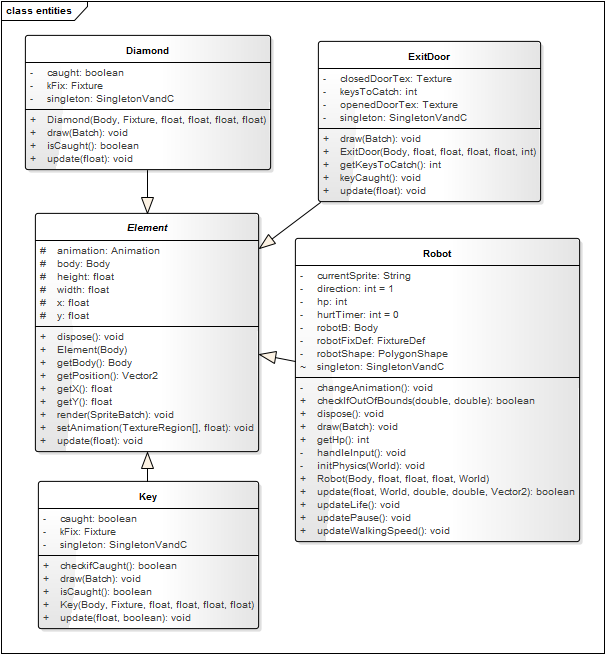 class entities
Diamond
- caught: boolean
- kFix: Fixture
- singleton: SingletonVandC
+ Diamond(Body, Fixture, float, float, float, float)
+ draw(Batch): void
+ isCaught(): boolean
+ update(float): void
ExitDoor
- closedDoorTex: Texture
- keysToCatch: int
- openedDoorTex: Texture
- singleton: SingletonVandC
+ draw(Batch): void
+ ExitDoor(Body, float, float, float, float, int)
+ getKeysToCatch(): int
+ keyCaught(): void
+ update(float): void
Element
# animation: Animation
# body: Body
# height: float
# width: float
# x: float
# y: float
+ dispose(): void
+ Element(Body)
+ getBody(): Body
+ getPosition(): Vector2
+ getX(): float
+ getY(): float
+ render(SpriteBatch): void
+ setAnimation(TextureRegion[], float): void
+ update(float): void
Robot
- currentSprite: String
- direction: int = 1
- hp: int
- hurtTimer: int = 0
- robotB: Body
- robotFixDef: FixtureDef
- robotShape: PolygonShape
~ singleton: SingletonVandC
- changeAnimation(): void
+ checkIfOutOfBounds(double, double): boolean
+ dispose(): void
+ draw(Batch): void
+ getHp(): int
- handleInput(): void
- initPhysics(World): void
+ Robot(Body, float, float, float, World)
+ update(float, World, double, double, Vector2): boolean
+ updateLife(): void
+ updatePause(): void
+ updateWalkingSpeed(): void
Key
- caught: boolean
- kFix: Fixture
- singleton: SingletonVandC
+ checkifCaught(): boolean
+ draw(Batch): void
+ isCaught(): boolean
+ Key(Body, Fixture, float, float, float, float)
+ update(float, boolean): void